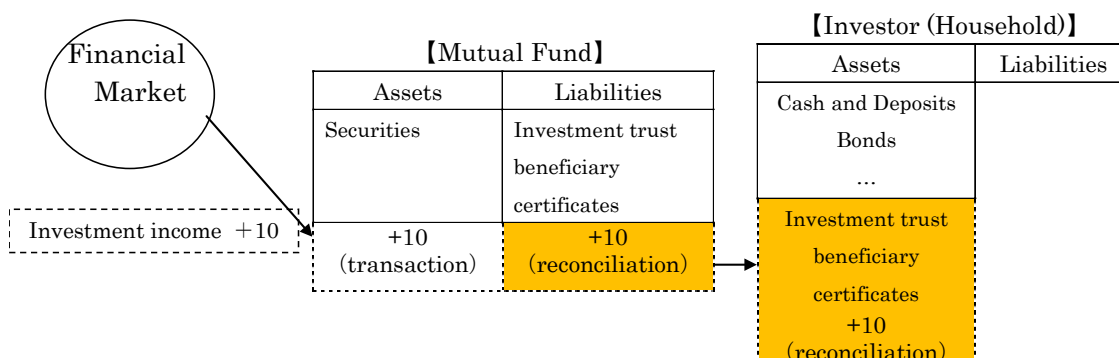 Financial
Market
Investment income ＋10
【Mutual Fund】
Assets
Liabilities
Securities
Investment trust
beneficiary
certificates
+10
(transaction)
+10
(reconciliation)
【Investor (Household)】
Assets
Liabilities
Cash and Deposits
Bonds
…
Investment trust
beneficiary
certificates
+10
(reconciliation)